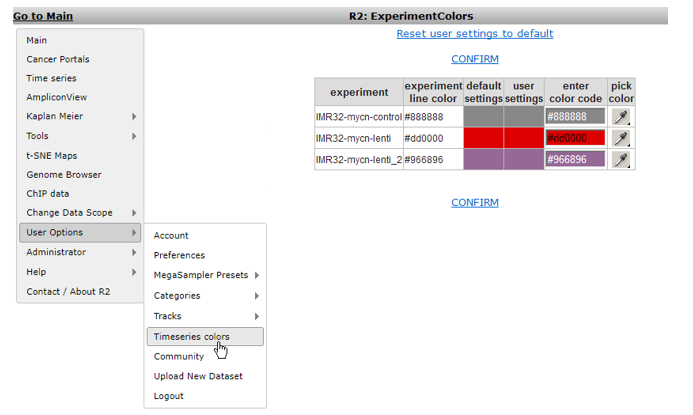 Go to Main
R2: ExperimentColors
Reset user settings to default
CONFIRM
experiment experiment line color default settings user settings enter color code pick color
IMR32-mycn-control #888888 #888888
IMR32-mycn-lenti #dd0000 #dd0000
IMR32-mycn-lenti_2 #966896 #966896
CONFIRM
Main
Cancer Portals
Time series
AmpliconView
Kaplan Meier
Tools
t-SNE Maps
Genome Browser
ChIP data
Change Data Scope
User Options
Administrator
Help
Contact / About R2
Account
Preferences
MegaSampler Presets
Categories
Tracks
Timeseries colors
Community
Upload New Dataset
Logout